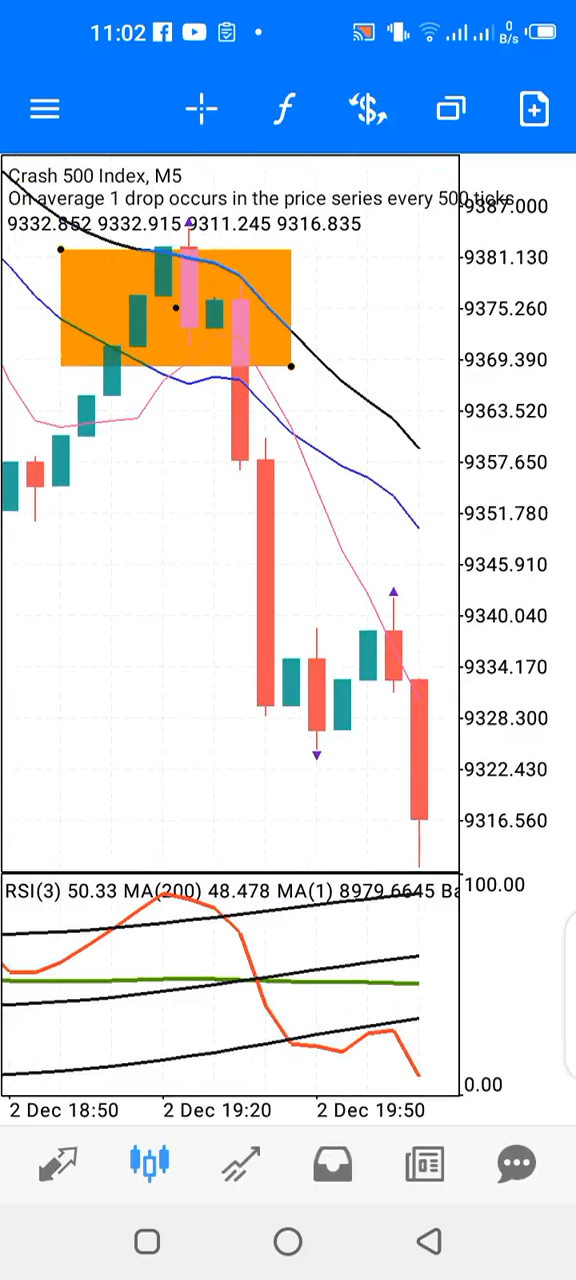 11:02
0
B/s
Crash 500 Index, M5
On average 1 drop occurs in the price series every 500 ticks
9332.852 9332.915 9311.245 9316.835
9387.000
9381.130
9375.260
9369.390
9363.520
9357.650
9351.780
9345.910
9340.040
9334.170
9328.300
9322.430
9316.560
RSI(3) 50.33 MA(200) 48.478 MA(1) 8979.6645 Ba
100.00
0.00
2 Dec 18:50
2 Dec 19:20
2 Dec 19:50